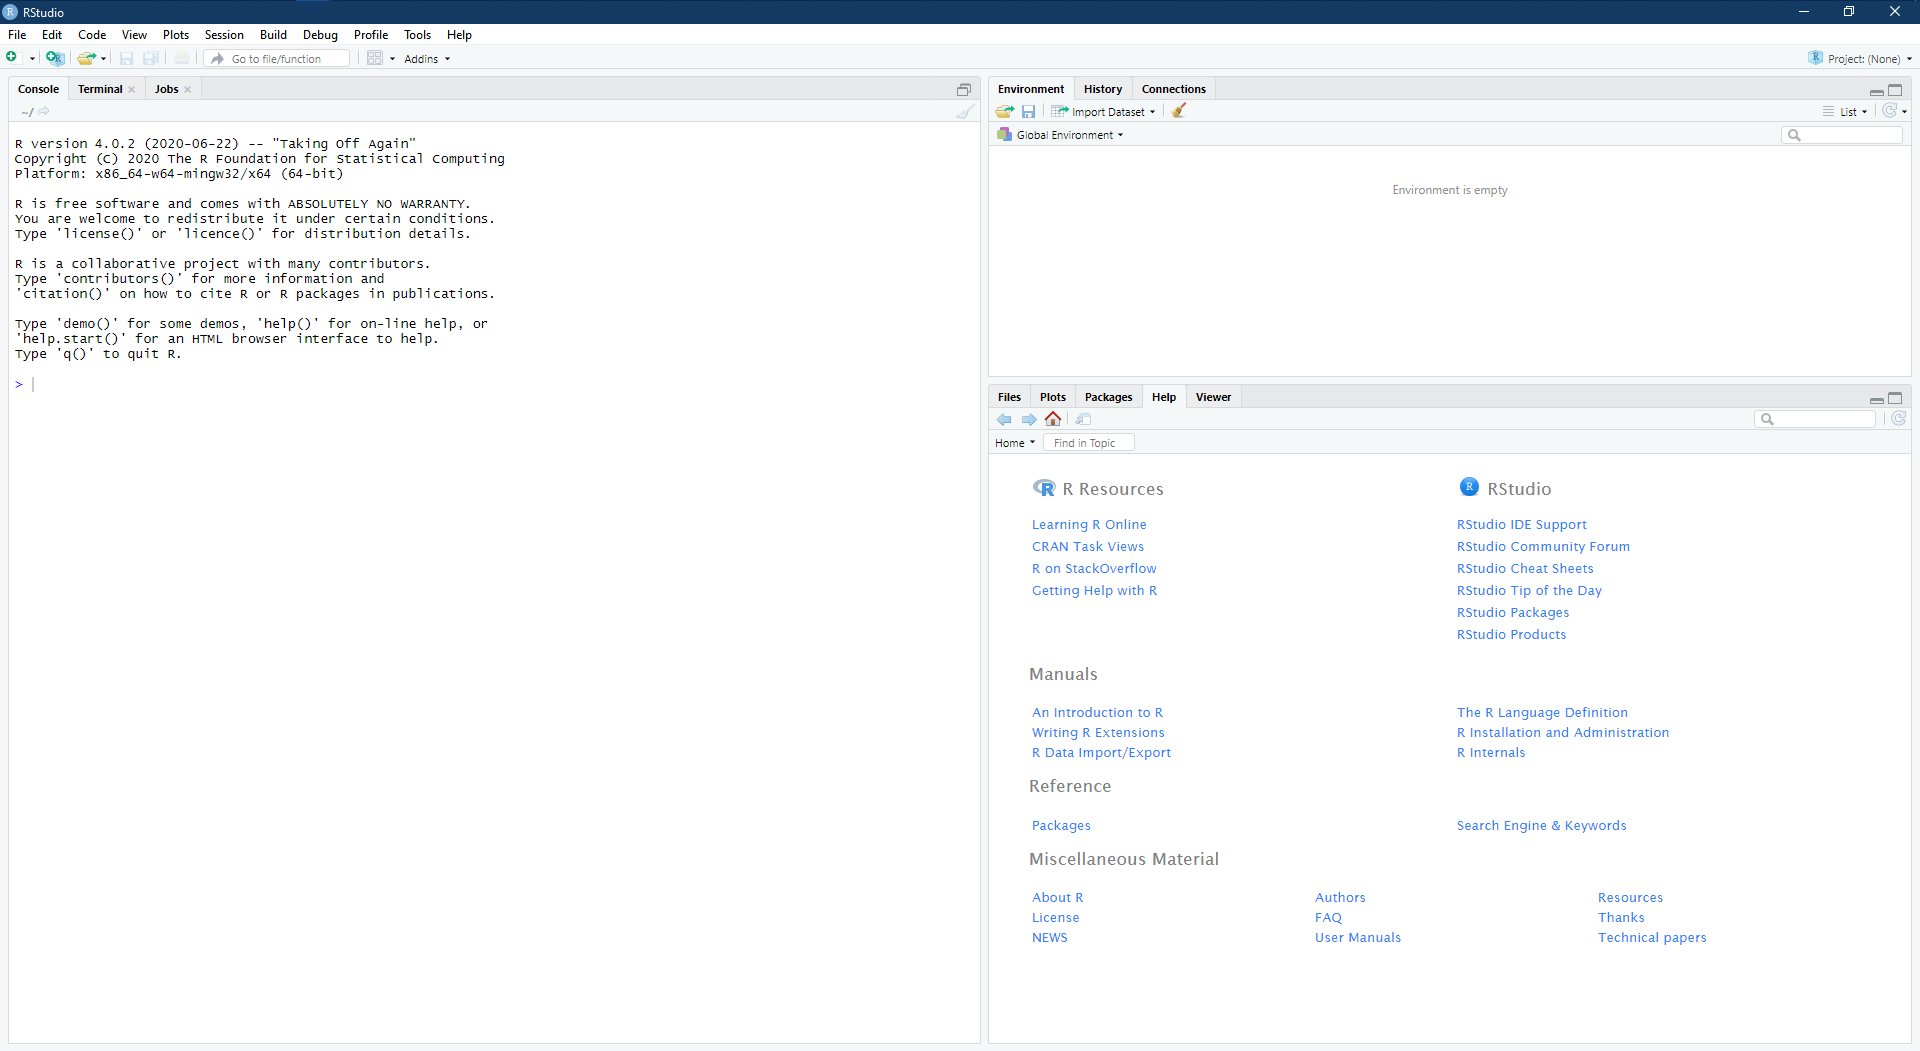 RStudio
File Edit Code View Plots Session Build Debug Profile Tools Help
Go to file/function Addins Project: (None)
Console Terminal Jobs
~/
R version 4.0.2 (2020-06-22) -- "Taking Off Again"
Copyright (C) 2020 The R Foundation for Statistical Computing
Platform: x86_64-w64-mingw32/x64 (64-bit)
R is free software and comes with ABSOLUTELY NO WARRANTY.
You are welcome to redistribute it under certain conditions.
Type 'license()' or 'licence()' for distribution details.
R is a collaborative project with many contributors.
Type 'contributors()' for more information and
'citation()' on how to cite R or R packages in publications.
Type 'demo()' for some demos, 'help()' for on-line help, or
'help.start()' for an HTML browser interface to help.
Type 'q()' to quit R.
>
Environment History Connections
Import Dataset List
Global Environment
Environment is empty
Files Plots Packages Help Viewer
Home Find in Topic
R Resources RStudio
Learning R Online RStudio IDE Support
CRAN Task Views RStudio Community Forum
R on StackOverflow RStudio Cheat Sheets
Getting Help with R RStudio Tip of the Day
RStudio Packages
RStudio Products
Manuals
An Introduction to R The R Language Definition
Writing R Extensions R Installation and Administration
R Data Import/Export R Internals
Reference
Packages Search Engine & Keywords
Miscellaneous Material
About R Authors Resources
License FAQ Thanks
NEWS User Manuals Technical papers